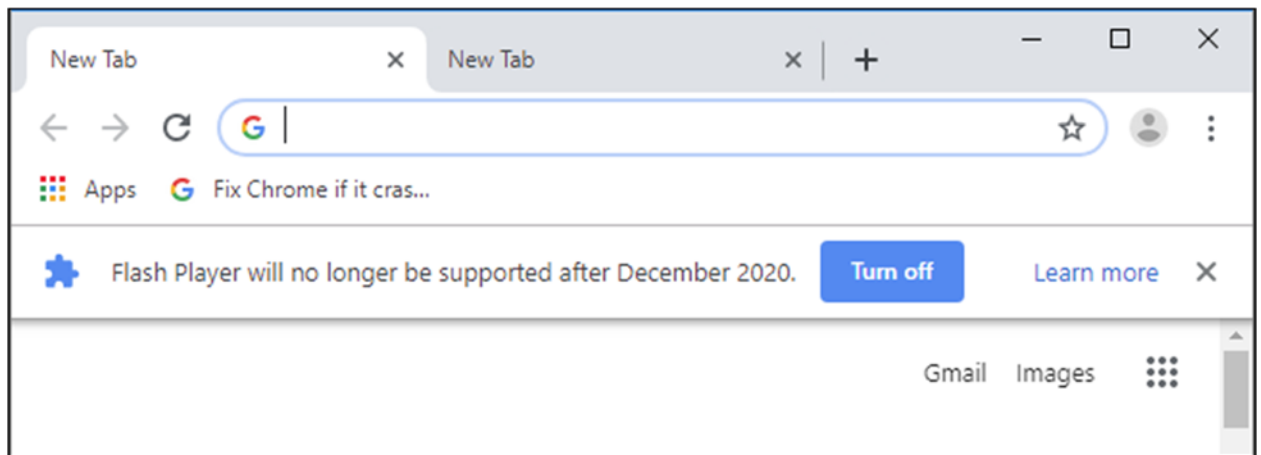 New Tab New Tab
Apps Fix Chrome if it cras...
Flash Player will no longer be supported after December 2020. Turn off Learn more
Gmail Images